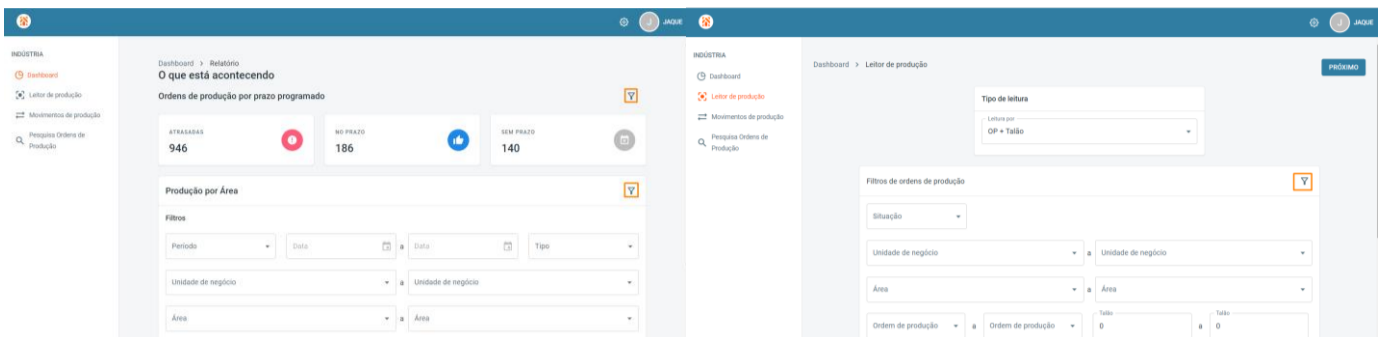 J JAQUE
INDÚSTRIA
Dashboard
Leitor de produção
Movimentos de produção
Pesquisa Ordens de
Produção
Dashboard > Relatório
O que está acontecendo
Ordens de produção por prazo programado
ATRASADAS
946
NO PRAZO
186
SEM PRAZO
140
Produção por Área
Filtros
Período
Data
a
Data
Tipo
Unidade de negócio
a
Unidade de negócio
Área
a
Área
J JAQUE
INDÚSTRIA
Dashboard
Leitor de produção
Movimentos de produção
Pesquisa Ordens de
Produção
Dashboard > Leitor de produção
PRÓXIMO
Tipo de leitura
Leitura por
OP + Talão
Filtros de ordens de produção
Situação
Unidade de negócio
a
Unidade de negócio
Área
a
Área
Ordem de produção
a
Ordem de produção
Talão
0
a
Talão
0